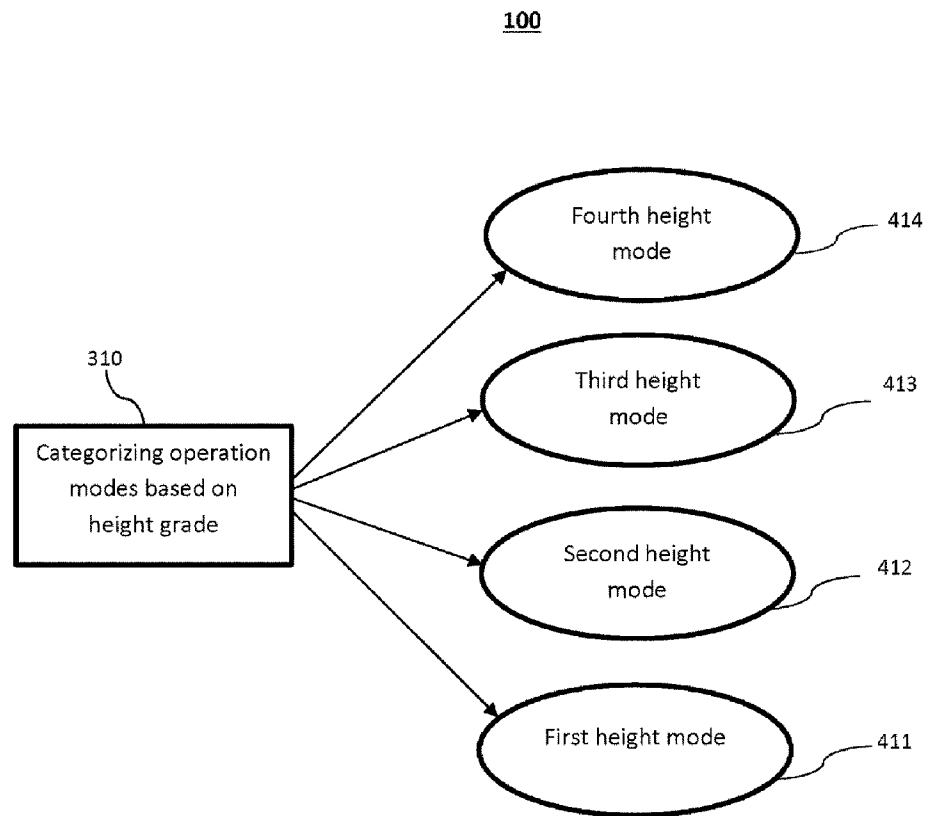 100
Fourth height
mode
414
310
Third height
mode
413
Categorizing operation
modes based on
height grade
Second height
mode
412
First height mode
411